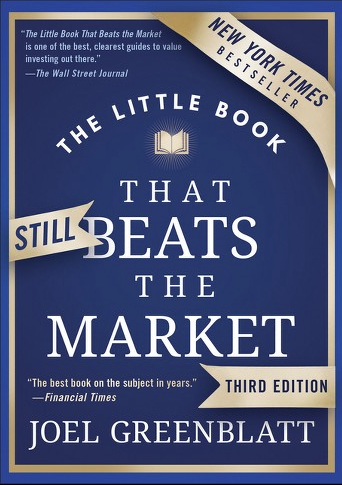 "The Little Book That Beats the Market
is one of the best, clearest guides to value
investing out there."
—The Wall Street Journal
NEW YORK TIMES
BESTSELLER
THE LITTLE BOOK
THAT
STILL BEATS
THE
MARKET
"The best book on the subject in years."
—Financial Times
THIRD EDITION
JOEL GREENBLATT